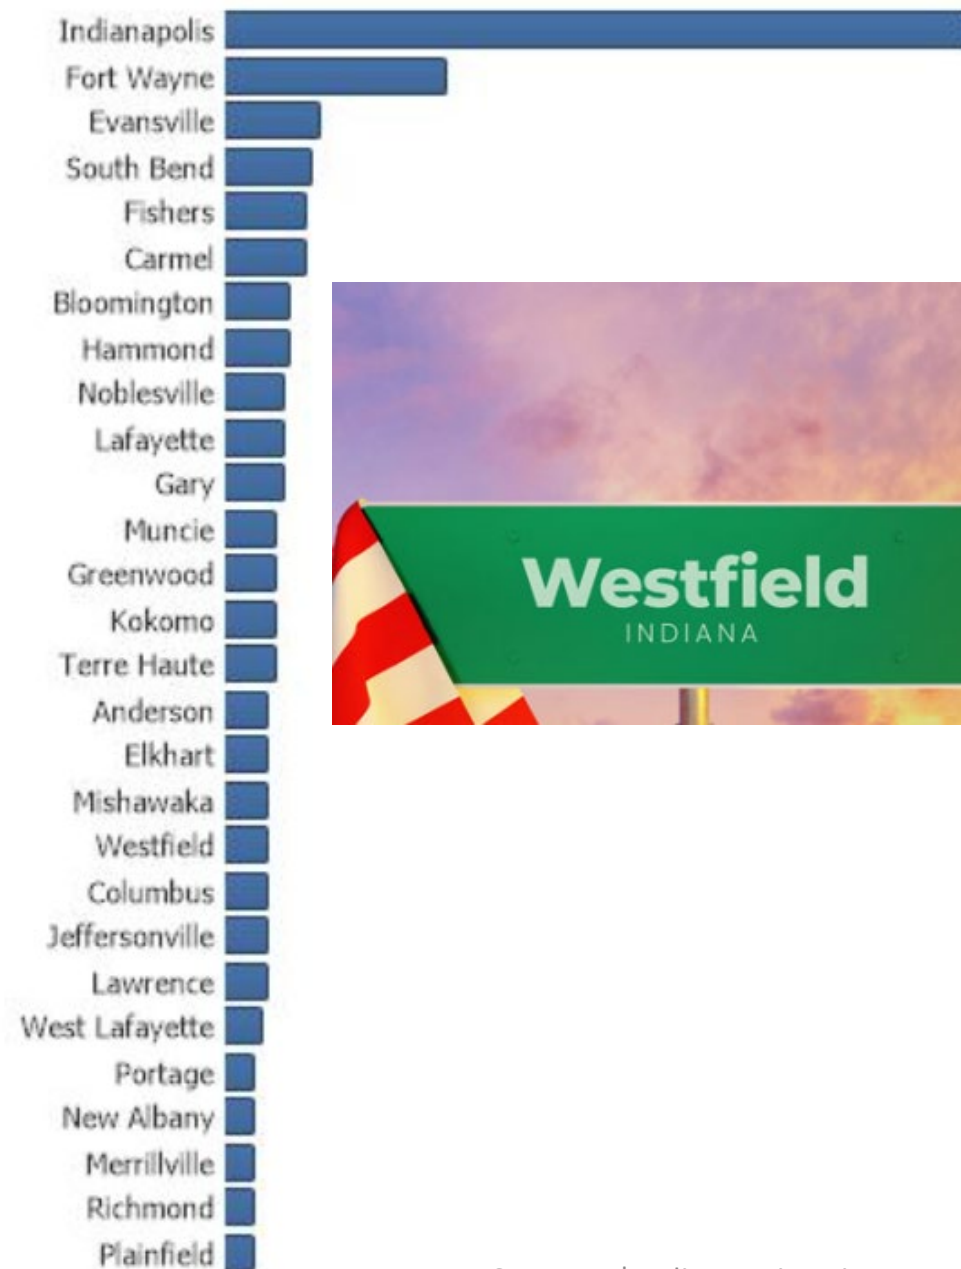 Indianapolis
Fort Wayne
Evansville
South Bend
Fishers
Carmel
Bloomington
Hammond
Noblesville
Lafayette
Gary
Muncie
Greenwood
Kokomo
Terre Haute
Anderson
Elkhart
Mishawaka
Westfield
Columbus
Jeffersonville
Lawrence
West Lafayette
Portage
New Albany
Merrillville
Richmond
Plainfield
Westfield
INDIANA